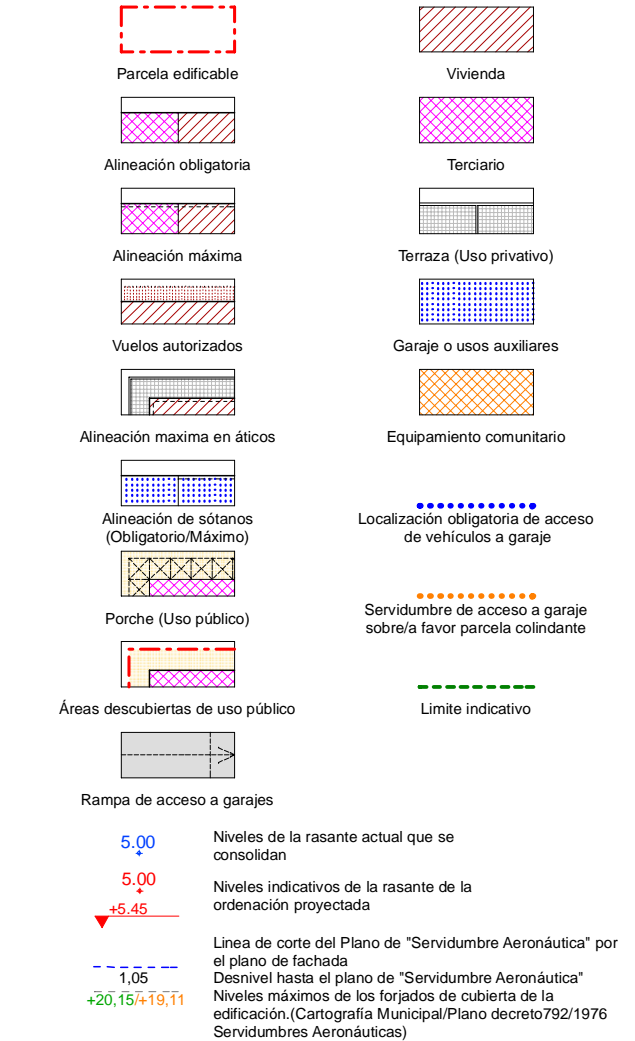 Parcela edificable
Vivienda
Alineación obligatoria
Terciario
Alineación máxima
Terraza (Uso privativo)
Vuelos autorizados
Garaje o usos auxiliares
Alineación maxima en áticos
Equipamiento comunitario
Alineación de sótanos
(Obligatorio/Máximo)
Localización obligatoria de acceso
de vehículos a garaje
Porche (Uso público)
Servidumbre de acceso a garaje
sobre/a favor parcela colindante
Áreas descubiertas de uso público
Limite indicativo
Rampa de acceso a garajes
5.00
Niveles de la rasante actual que se
consolidan
5.00
+5.45
Niveles indicativos de la rasante de la
ordenación proyectada
Linea de corte del Plano de "Servidumbre Aeronáutica" por
el plano de fachada
1,05
Desnivel hasta el plano de "Servidumbre Aeronáutica"
+20,15/+19,11
Niveles máximos de los forjados de cubierta de la
edificación.(Cartografía Municipal/Plano decreto792/1976
Servidumbres Aeronáuticas)